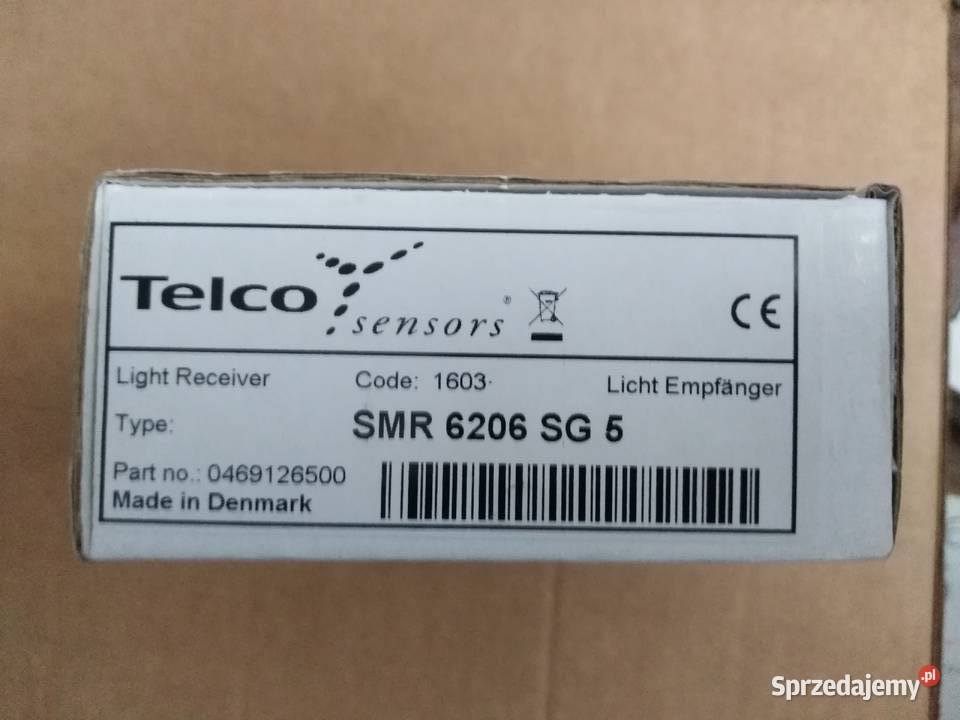 Telco
sensors®
CE
Light Receiver Code: 1603· Licht Empfänger
Type: SMR 6206 SG 5
Part no.: 0469126500
Made in Denmark
Sprzedajemy.pl